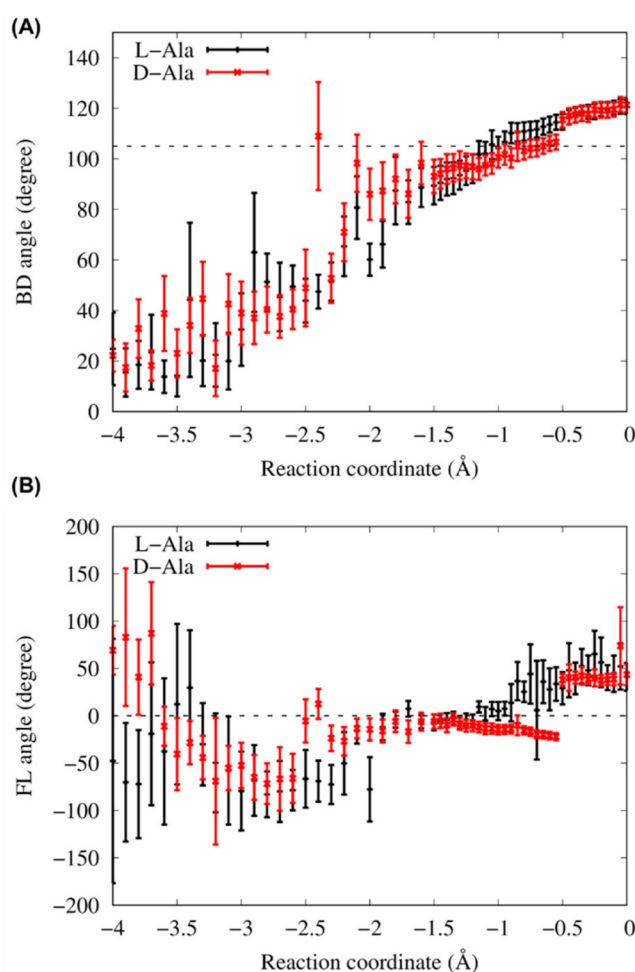 (A)
L−Ala
D−Ala
140
120
100
80
60
40
20
0
BD angle (degree)
−4 −3.5 −3 −2.5 −2 −1.5 −1 −0.5 0
Reaction coordinate (Å)
(B)
L−Ala
D−Ala
200
150
100
50
0
−50
−100
−150
−200
FL angle (degree)
−4 −3.5 −3 −2.5 −2 −1.5 −1 −0.5 0
Reaction coordinate (Å)